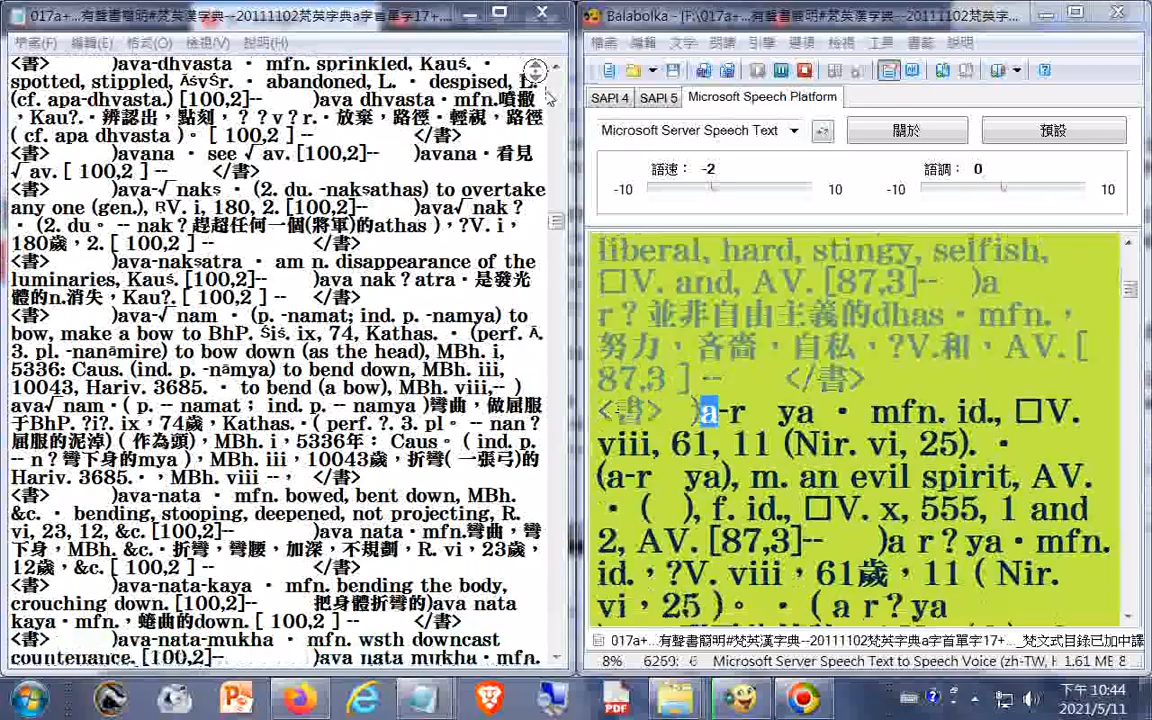 017a+...有聲書簡明#梵英漢字典--20111102梵英字典a字首單字17+...
檔案(F) 編輯(E) 格式(O) 檢視(V) 說明(H)
<書> )ava-dhvasta • mfn. sprinkled, Kauś. •
spotted, stippled, ĀśvŚr. • abandoned, L. • despised, L.
(cf. apa-dhvasta.) [100,2]-- )ava dhvasta・mfn.噴撒
，Kau?.・辨認出，點刻，？？v？r.・放棄，路徑・輕視，路徑
( cf. apa dhvasta )。[ 100,2 ] -- </書>
<書> )avana • see √ av. [100,2]-- )avana・看見
√ av. [ 100,2 ] -- </書>
<書> )ava-√ nakṣ • (2. du. -nakṣathas) to overtake
any one (gen.), ṚV. i, 180, 2. [100,2]-- )ava√ nak？
・(2. du。-- nak？趕超任何一個(將軍)的athas )，?V. i，
180歲，2. [ 100,2 ] -- </書>
<書> )ava-nakṣatra • am n. disappearance of the
luminaries, Kauś. [100,2]-- )ava nak？atra・是發光
體的n.消失，Kau?. [ 100,2 ] -- </書>
<書> )ava-√ nam • (p. -namat; ind. p. -namya) to
bow, make a bow to BhP. Śiś. ix, 74, Kathas. • (perf. Ā.
3. pl. -nanāmire) to bow down (as the head), MBh. i,
5336: Caus. (ind. p. -nāmya) to bend down, MBh. iii,
10043, Hariv. 3685. • to bend (a bow), MBh. viii,-- )
ava√ nam・( p. -- namat；ind. p. -- namya )彎曲，做屈服
于BhP. ?i?. ix，74歲，Kathas.・( perf. ?. 3. pl。-- nan？
屈服的泥淖) ( 作為頭)，MBh. i，5336年： Caus。( ind. p.
-- n？彎下身的mya )，MBh. iii，10043歲，折彎( 一張弓)的
Hariv. 3685.・，MBh. viii --， </書>
<書> )ava-nata • mfn. bowed, bent down, MBh.
&c. • bending, stooping, deepened, not projecting, R.
vi, 23, 12, &c. [100,2]-- )ava nata・mfn.彎曲，彎
下身，MBh. &c.・折彎，彎腰，加深，不規劃，R. vi，23歲，
12歲，&c. [ 100,2 ] -- </書>
<書> )ava-nata-kaya • mfn. bending the body,
crouching down. [100,2]-- 把身體折彎的)ava nata
kaya・mfn.，蜷曲的down. [ 100,2 ] -- </書>
<書> )ava-nata-mukha • mfn. wsth downcast
countenance. [100,2]-- )ava nata mukha・mfn.
Balabolka - [F:\017a+...有聲書簡明#梵英漢字典--20111102梵英字...
檔案 編輯 文字 閱讀 引擎 選項 檢視 工具 書籤 說明
SAPI 4 SAPI 5 Microsoft Speech Platform
Microsoft Server Speech Text 關於 預設
語速： -2 語調： 0
-10 10 -10 10
liberal, hard, stingy, selfish,
□V. and, AV. [87,3]-- )a
r？並非自由主義的dhas・mfn.，
努力，吝嗇，自私，?V.和，AV. [
87,3 ] -- </書>
<書> )a-r ya • mfn. id., □V.
viii, 61, 11 (Nir. vi, 25). •
(a-r ya), m. an evil spirit, AV.
• ( ), f. id., □V. x, 555, 1 and
2, AV. [87,3]-- )a r？ya・mfn.
id.，?V. viii，61歲，11 ( Nir.
vi，25 )。・( a r？ya
017a+...有聲書簡明#梵英漢字典--20111102梵英字典a字首單字17+..._梵文式目錄已加中譯
8% 6259: 6 Microsoft Server Speech Text to Speech Voice (zh-TW, H 1.61 MB 8
下午 10:44
2021/5/11